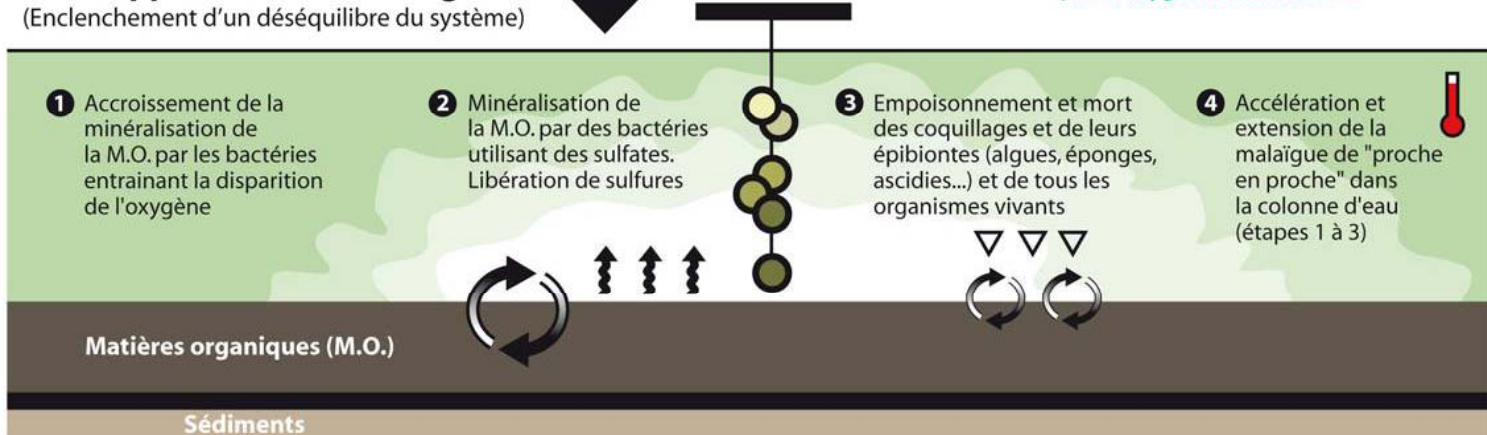 (Enclenchement d'un déséquilibre du système)
1 Accroissement de la
minéralisation de
la M.O. par les bactéries
entrainant la disparition
de l'oxygène
2 Minéralisation de
la M.O. par des bactéries
utilisant des sulfates.
Libération de sulfures
3 Empoisonnement et mort
des coquillages et de leurs
épibiontes (algues, éponges,
ascidies...) et de tous les
organismes vivants
4 Accélération et
extension de la
malaïgue de "proche
en proche" dans
la colonne d'eau
(étapes 1 à 3)
Matières organiques (M.O.)
Sédiments